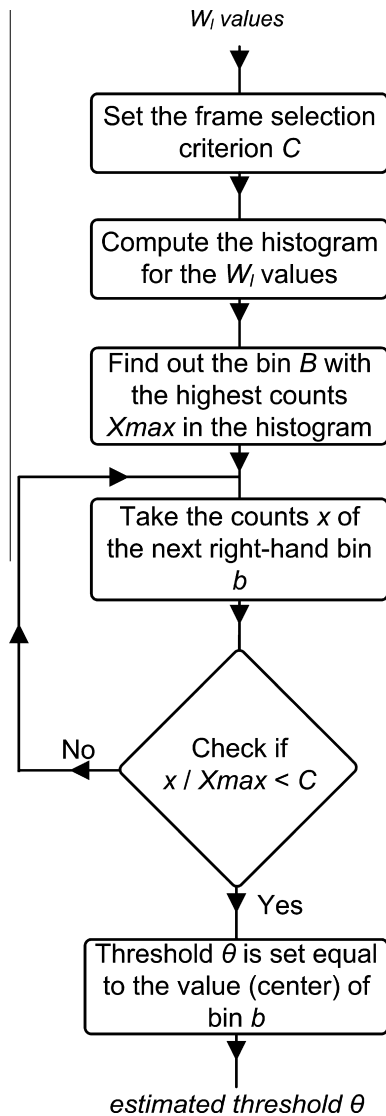 W_l values
Set the frame selection
criterion C
Compute the histogram
for the W_l values
Find out the bin B with
the highest counts
Xmax in the histogram
Take the counts x of
the next right-hand bin
b
No
Check if
x / Xmax < C
Yes
Threshold θ is set equal
to the value (center) of
bin b
estimated threshold θ